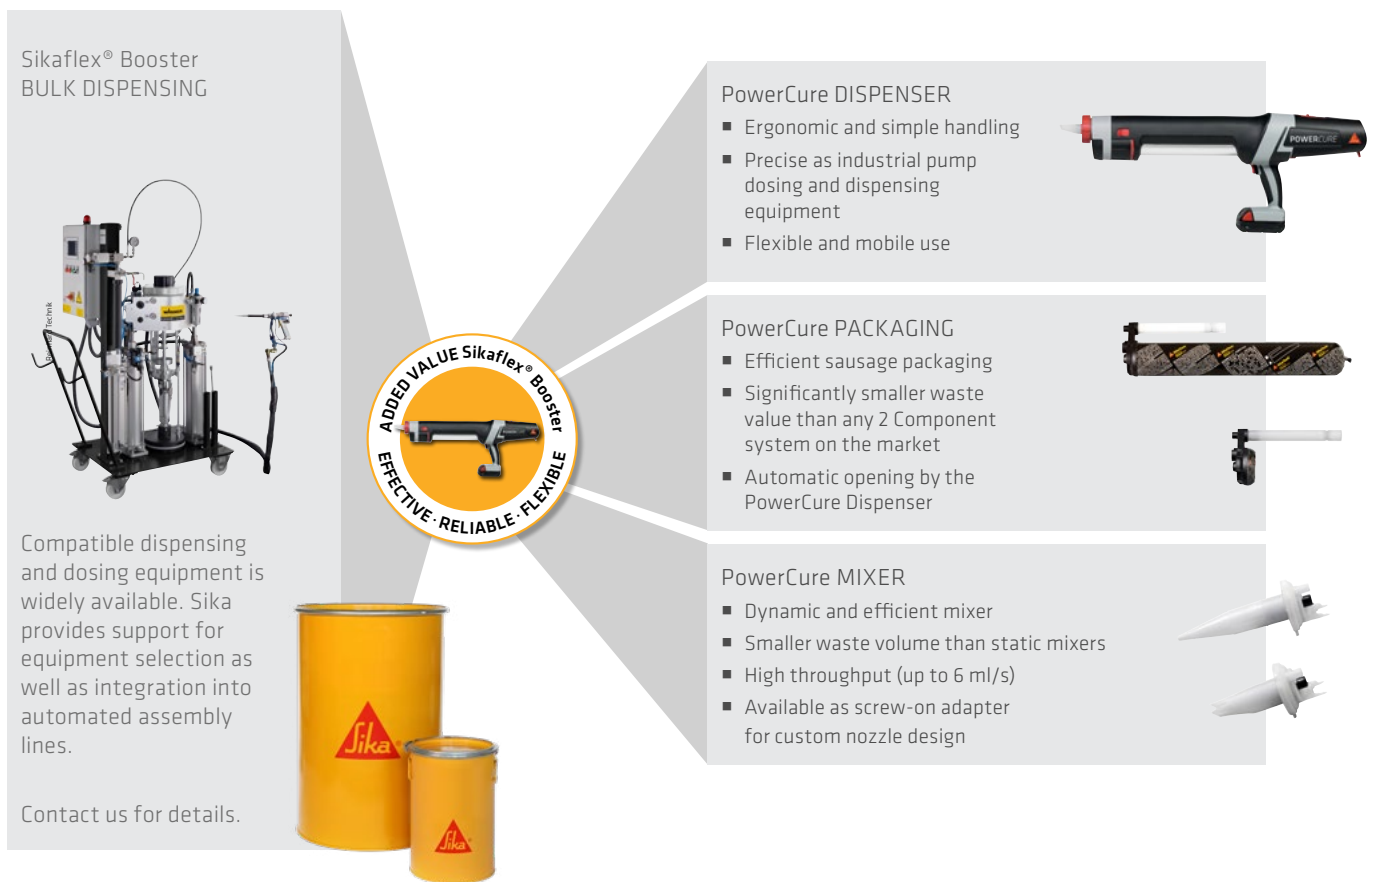 Sikaflex® Booster
BULK DISPENSING
Technik
Compatible dispensing
and dosing equipment is
widely available. Sika
provides support for
equipment selection as
well as integration into
automated assembly
lines.
Contact us for details.
Sika®
Sika
ADDED VALUE Sikaflex® Booster
EFFECTIVE · RELIABLE · FLEXIBLE
PowerCure DISPENSER
■ Ergonomic and simple handling
■ Precise as industrial pump
dosing and dispensing
equipment
■ Flexible and mobile use
POWERCURE
PowerCure PACKAGING
■ Efficient sausage packaging
■ Significantly smaller waste
value than any 2 Component
system on the market
■ Automatic opening by the
PowerCure Dispenser
PowerCure MIXER
■ Dynamic and efficient mixer
■ Smaller waste volume than static mixers
■ High throughput (up to 6 ml/s)
■ Available as screw-on adapter
for custom nozzle design